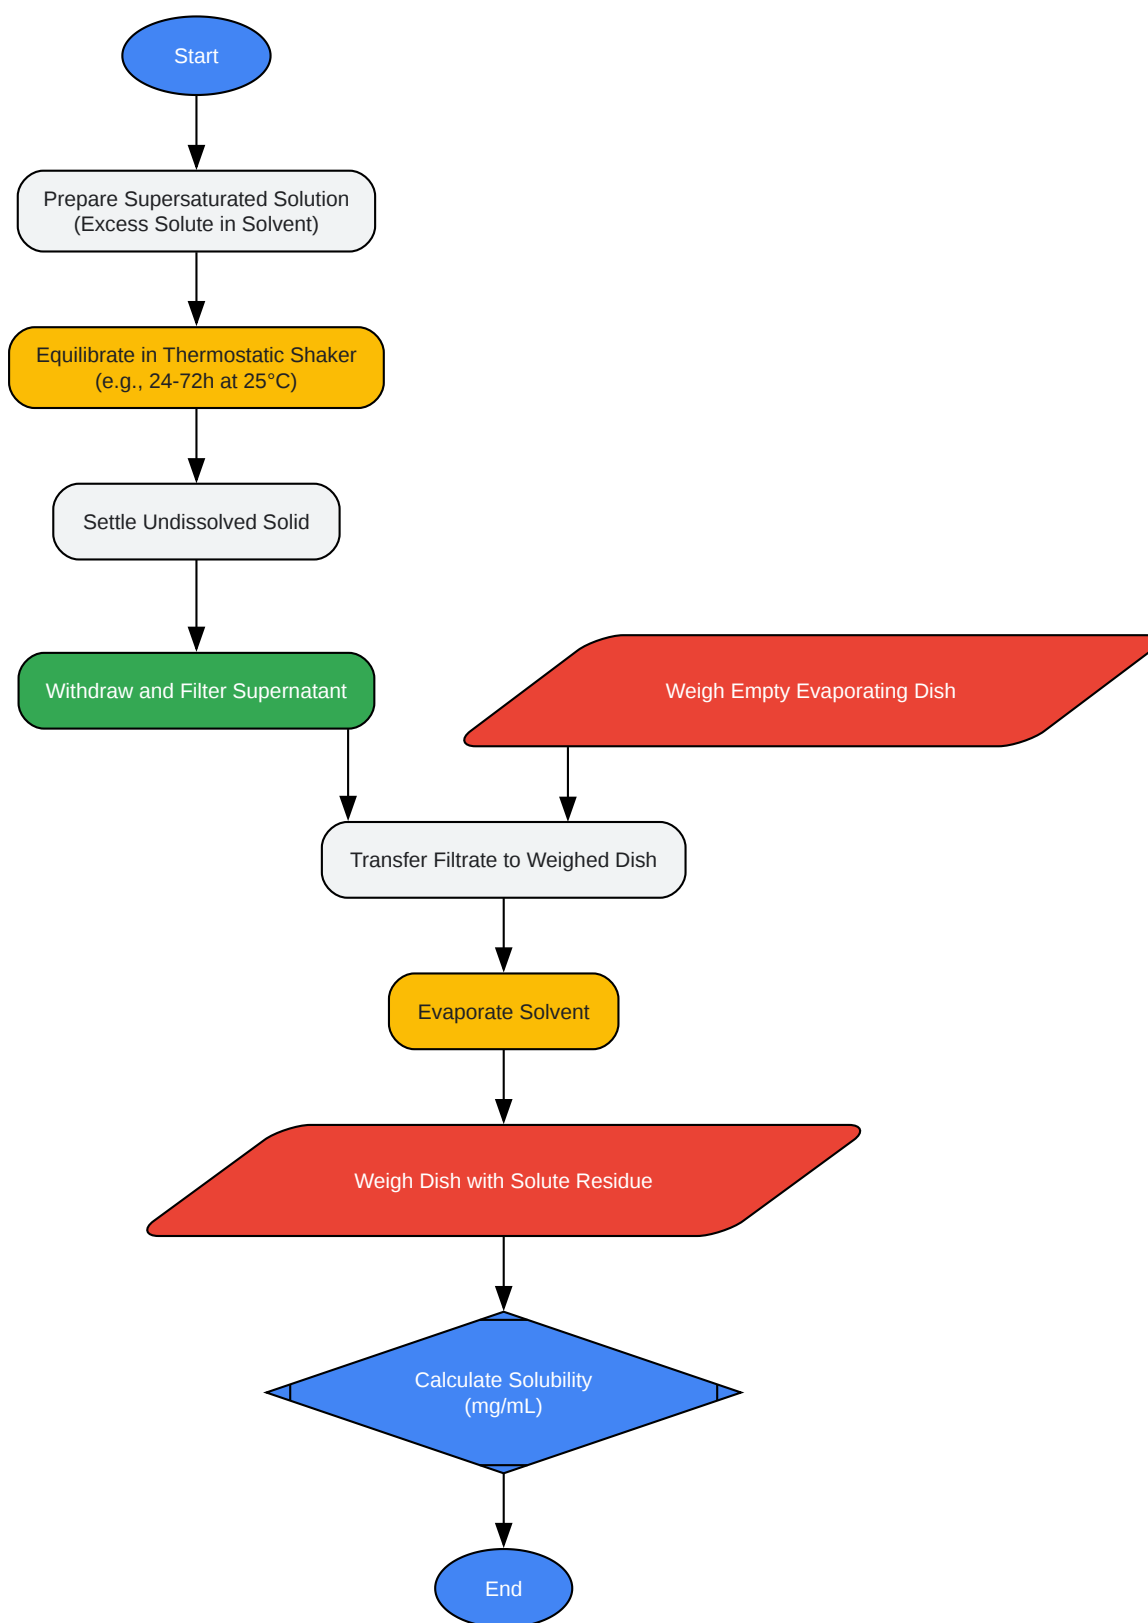 Start
Prepare Supersaturated Solution
(Excess Solute in Solvent)
Equilibrate in Thermostatic Shaker
(e.g., 24-72h at 25°C)
Settle Undissolved Solid
Withdraw and Filter Supernatant
Weigh Empty Evaporating Dish
Transfer Filtrate to Weighed Dish
Evaporate Solvent
Weigh Dish with Solute Residue
Calculate Solubility
(mg/mL)
End